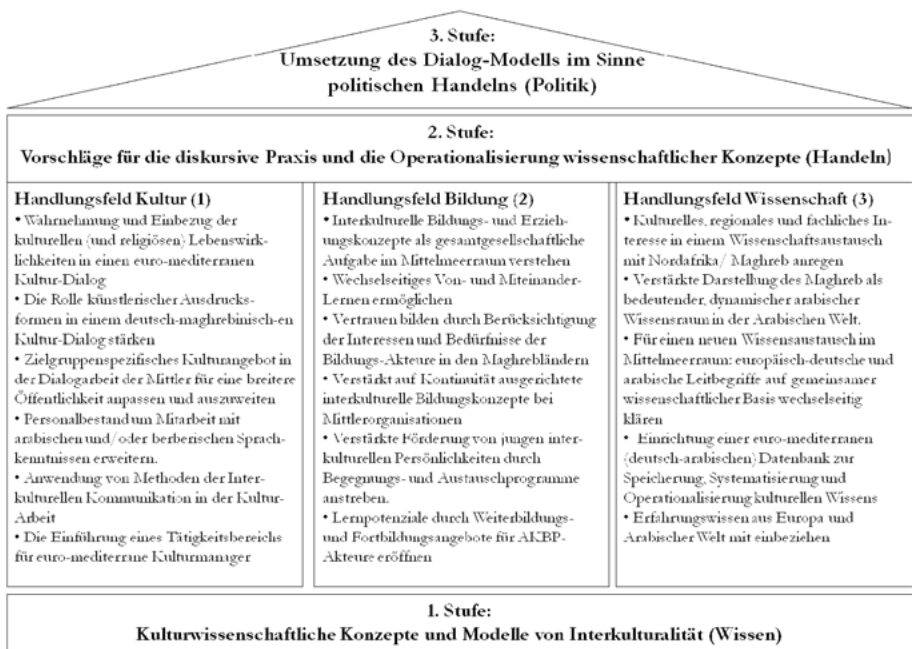 3. Stufe:
Umsetzung des Dialog-Modells im Sinne
politischen Handelns (Politik)
2. Stufe:
Vorschläge für die diskursive Praxis und die Operationalisierung wissenschaftlicher Konzepte (Handeln)
Handlungsfeld Kultur (1)
• Wahrnehmung und Einbezug der
kulturellen (und religiösen) Lebenswirk-
lichkeiten in einen euro-mediterranen
Kultur-Dialog
• Die Rolle künstlerischer Ausdrucks-
formen in einem deutsch-maghrebinisch-en
Kultur-Dialog stärken
• Zielgruppenspezifisches Kulturangebot in
der Dialogarbeit der Mittler für eine breitere
Öffentlichkeit anpassen und auszuweiten
• Personalbestand um Mitarbeit mit
arabischen und/oder berberischen Sprach-
kenntnissen erweitern.
• Anwendung von Methoden der Inter-
kulturellen Kommunikation in der Kultur-
Arbeit
• Die Einführung eines Tätigkeitsbereichs
für euro-mediterrane Kulturmanager
Handlungsfeld Bildung (2)
• Interkulturelle Bildungs- und Erzieh-
ungskonzepte als gesamtgesellschaftliche
Aufgabe im Mittelmeerraum verstehen
• Wechselseitiges Von- und Miteinander-
Lernen ermöglichen
• Vertrauen bilden durch Berücksichtigung
der Interessen und Bedürfnisse der
Bildungs-Akteure in den Maghrebländern
• Verstärkt auf Kontinuität ausgerichtete
interkulturelle Bildungskonzepte bei
Mittlerorganisationen
• Verstärkte Förderung von jungen inter-
kulturellen Persönlichkeiten durch
Begegnungs- und Austauschprogramme
anstreben.
• Lernpotenziale durch Weiterbildungs-
und Fortbildungsangebote für AKBP-
Akteure eröffnen
Handlungsfeld Wissenschaft (3)
• Kulturelles, regionales und fachliches In-
teresse in einem Wissenschaftsaustausch
mit Nordafrika/ Maghreb anregen
• Verstärkte Darstellung des Maghreb als
bedeutender, dynamischer arabischer
Wissensraum in der Arabischen Welt.
• Für einen neuen Wissensaustausch im
Mittelmeerraum: europäisch-deutsche und
arabische Leitbegriffe auf gemeinsamer
wissenschaftlicher Basis wechselseitig
klären
• Einrichtung einer euro-mediterranen
(deutsch-arabischen) Datenbank zur
Speicherung, Systematisierung und
Operationalisierung kulturellen Wissens
• Erfahrungswissen aus Europa und
Arabischer Welt mit einbeziehen
1. Stufe:
Kulturwissenschaftliche Konzepte und Modelle von Interkulturalität (Wissen)